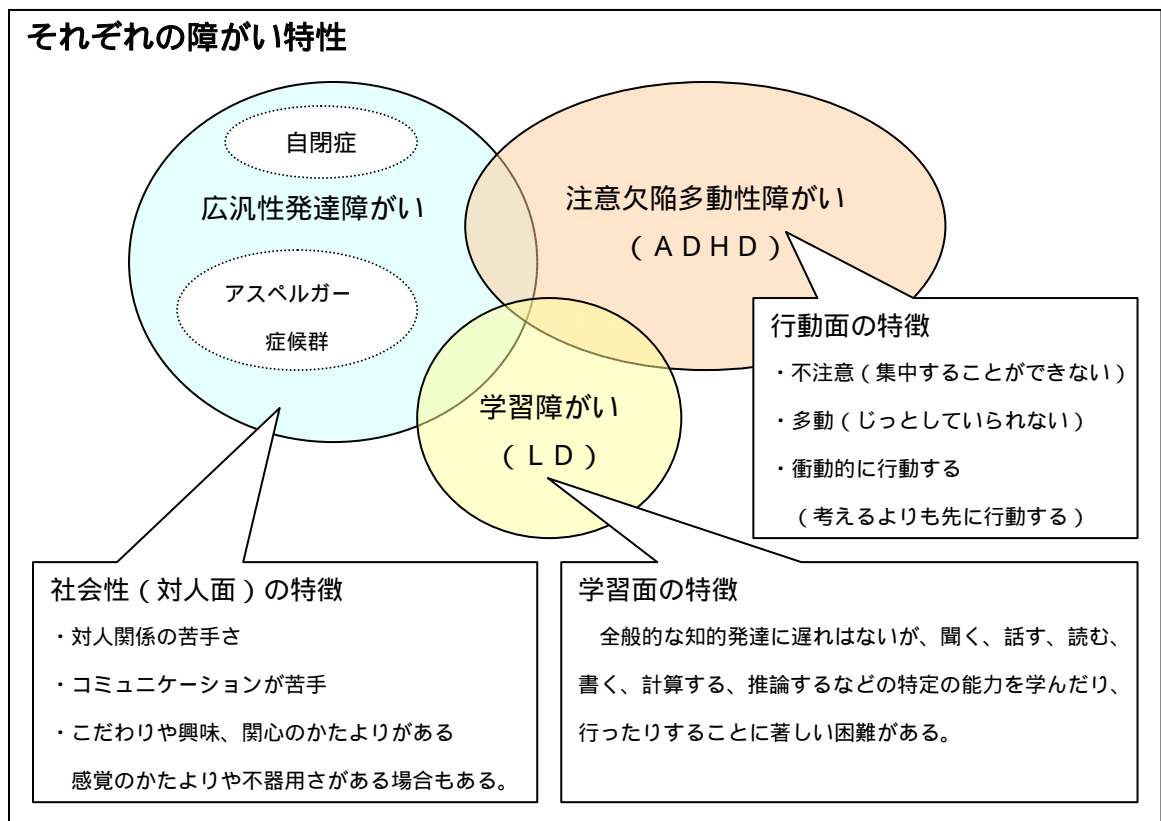 それぞれの障がい特性
自閉症
広汎性発達障がい
アスペルガー
症候群
注意欠陥多動性障がい
(ADHD)
学習障がい
(LD)
行動面の特徴
・不注意(集中することができない)
・多動(じっとしていられない)
・衝動的に行動する
(考えるよりも先に行動する)
社会性(対人面)の特徴
・対人関係の苦手さ
・コミュニケーションが苦手
・こだわりや興味、関心のかたよりがある
感覚のかたよりや不器用さがある場合もある。
学習面の特徴
全般的な知的発達に遅れはないが、聞く、話す、読む、
書く、計算する、推論するなどの特定の能力を学んだり、
行ったりすることに著しい困難がある。